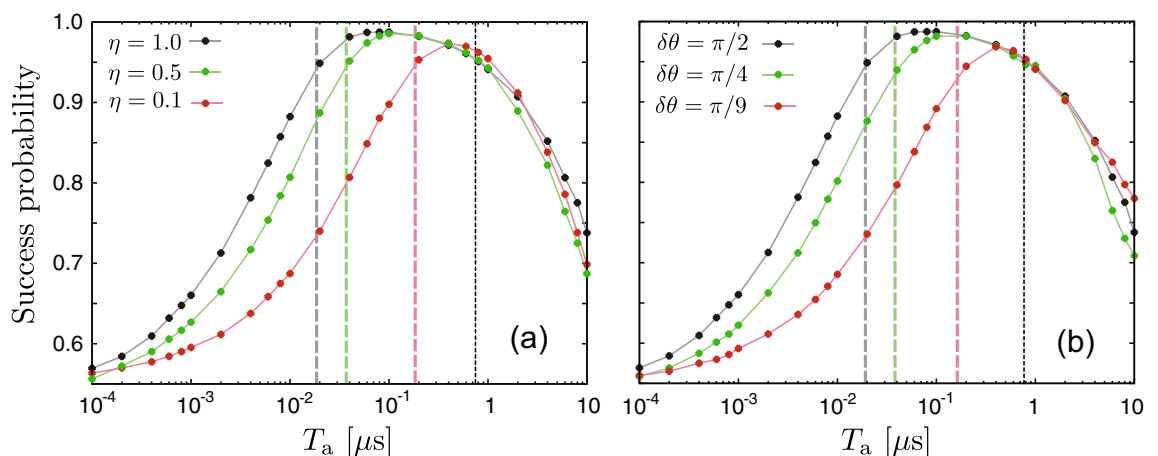 Success probability
1.0
0.9
0.8
0.7
0.6
η = 1.0
η = 0.5
η = 0.1
(a)
10⁻⁴ 10⁻³ 10⁻² 10⁻¹ 1 10
Tₐ [μs]
δθ = π/2
δθ = π/4
δθ = π/9
(b)
10⁻⁴ 10⁻³ 10⁻² 10⁻¹ 1 10
Tₐ [μs]